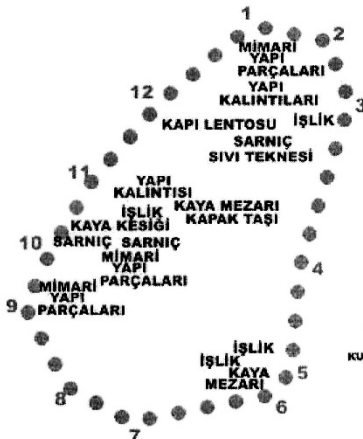 1
2
MİMARİ
YAPI
PARÇALARI
YAPI
KALINTILARI
12
3
KAPI LENTOSU
İŞLİK
SARNIÇ
SIVI TEKNESİ
11
YAPI
KALINTISI
KAYA MEZARI
KAPAK TAŞI
İŞLİK
KAYA KESİĞİ
10
SARNIÇ
SARNIÇ
MİMARİ
YAPI
PARÇALARI
4
MİMARİ
YAPI
PARÇALARI
9
İŞLİK
İŞLİK
KAYA
MEZARI
KU
5
8
6
7